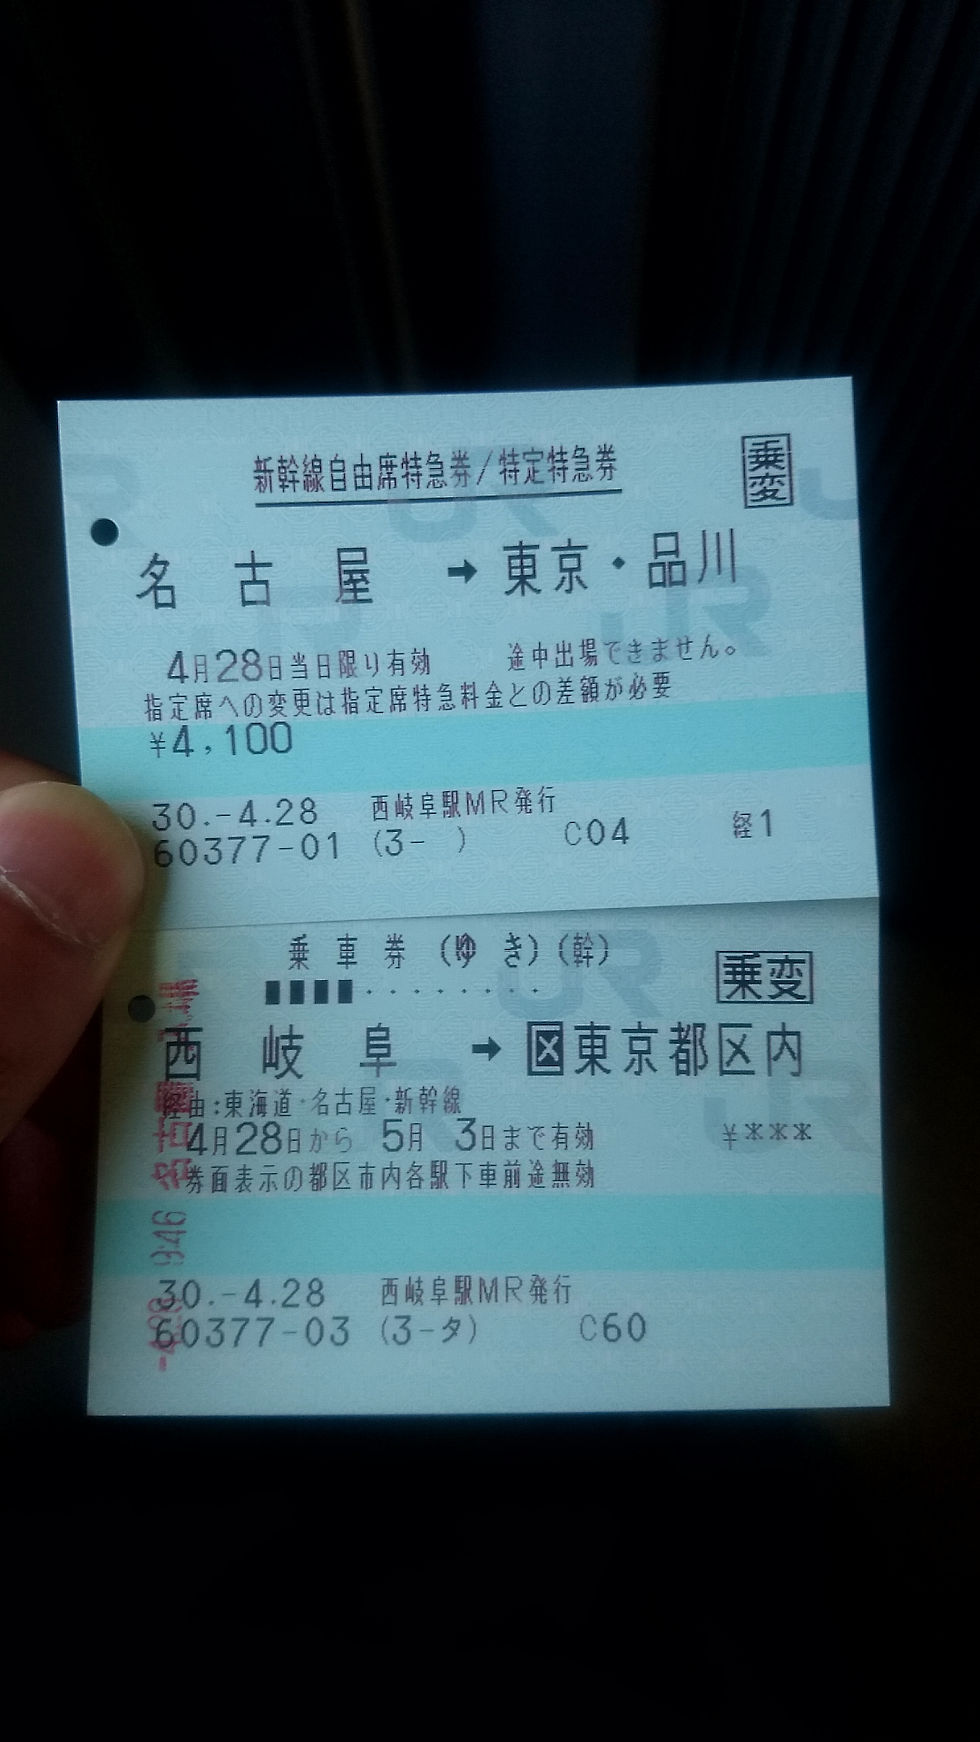 新幹線自由席特急券/特定特急券
乗変
名古屋 → 東京・品川
4月28日当日限り有効 途中出場できません。
指定席への変更は指定席特急料金との差額が必要
¥4,100
30.-4.28 西岐阜駅MR発行
60377-01 (3- ) C04 経1
乗車券 (ゆき) (幹)
乗変
西岐阜 → 区東京都区内
経由:東海道・名古屋・新幹線
4月28日から 5月 3日まで有効 ¥***
券面表示の都区市内各駅下車前途無効
30.-4.28 西岐阜駅MR発行
60377-03 (3-タ) C60
-4.28 9:46 名古屋
JR